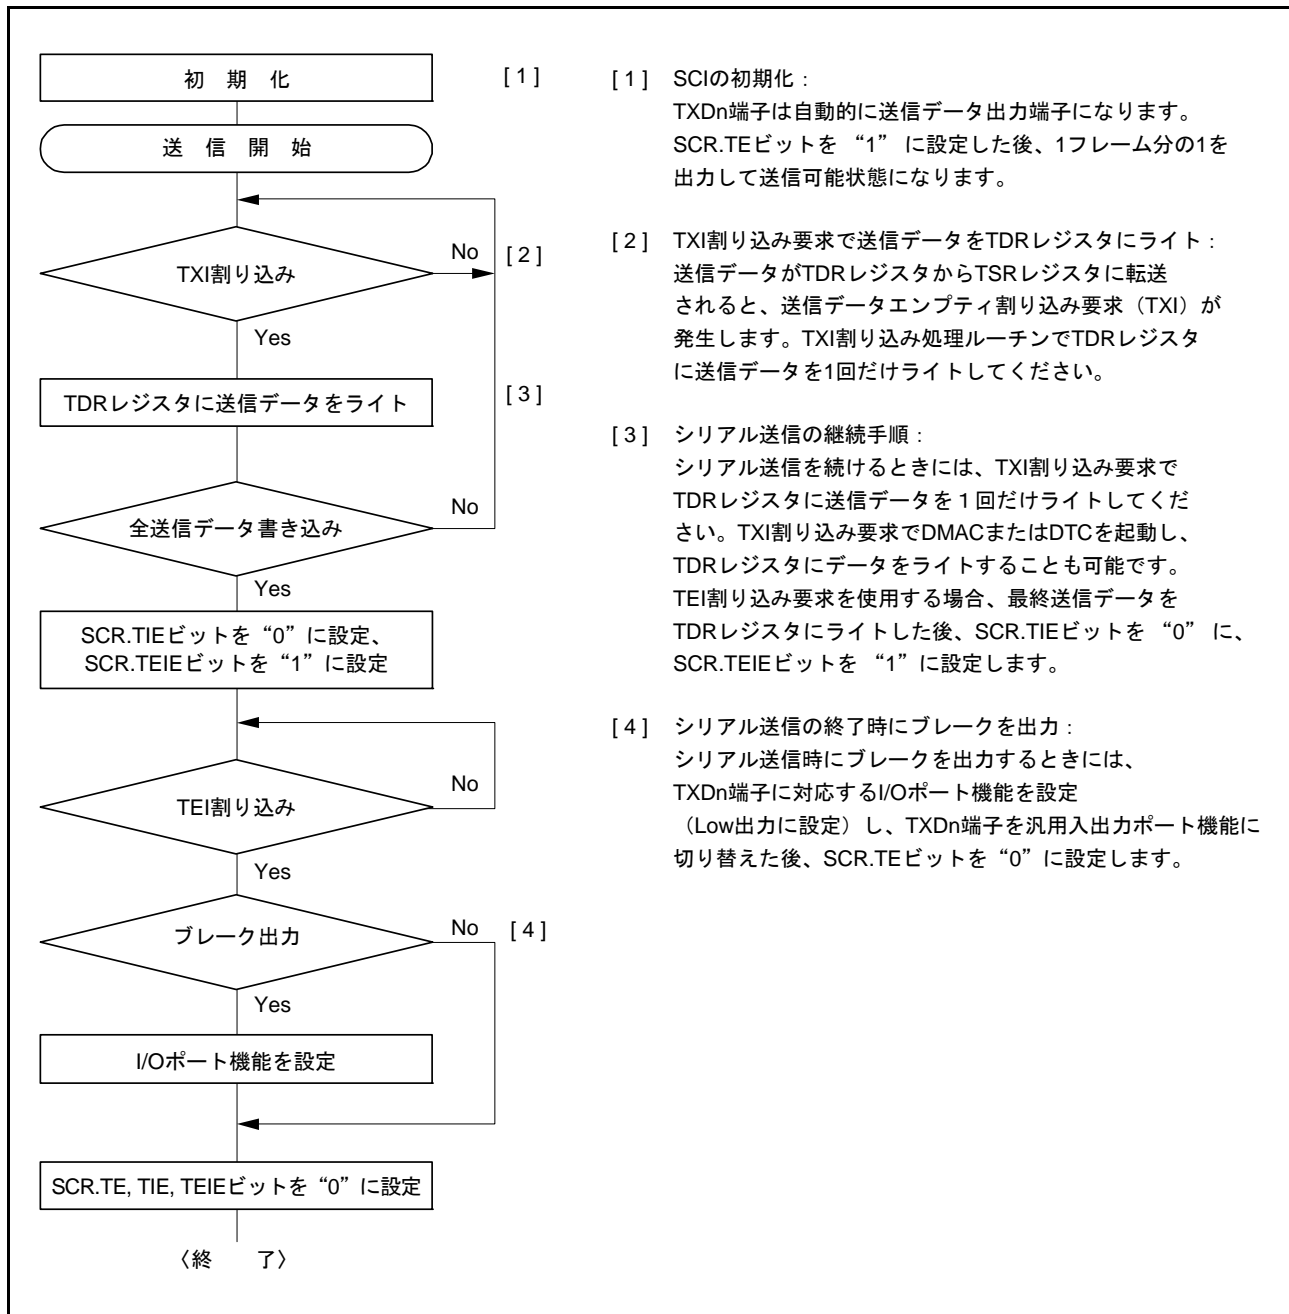 初 期 化
[ 1 ]
送 信 開 始
TXI割り込み
No
[ 2 ]
Yes
TDRレジスタに送信データをライト
[ 3 ]
全送信データ書き込み
No
Yes
SCR.TIEビットを“0”に設定、
SCR.TEIEビットを“1”に設定
TEI割り込み
No
Yes
ブレーク出力
No
[ 4 ]
Yes
I/Oポート機能を設定
SCR.TE, TIE, TEIEビットを“0”に設定
〈終 了〉
[ 1 ] SCIの初期化：
TXDn端子は自動的に送信データ出力端子になります。
SCR.TEビットを “1” に設定した後、1フレーム分の1を
出力して送信可能状態になります。
[ 2 ] TXI割り込み要求で送信データをTDRレジスタにライト：
送信データがTDRレジスタからTSRレジスタに転送
されると、送信データエンプティ割り込み要求（TXI）が
発生します。TXI割り込み処理ルーチンでTDRレジスタ
に送信データを1回だけライトしてください。
[ 3 ] シリアル送信の継続手順：
シリアル送信を続けるときには、TXI割り込み要求で
TDRレジスタに送信データを１回だけライトしてくだ
さい。TXI割り込み要求でDMACまたはDTCを起動し、
TDRレジスタにデータをライトすることも可能です。
TEI割り込み要求を使用する場合、最終送信データを
TDRレジスタにライトした後、SCR.TIEビットを “0” に、
SCR.TEIEビットを “1”に設定します。
[ 4 ] シリアル送信の終了時にブレークを出力：
シリアル送信時にブレークを出力するときには、
TXDn端子に対応するI/Oポート機能を設定
（Low出力に設定）し、TXDn端子を汎用入出力ポート機能に
切り替えた後、SCR.TEビットを“0”に設定します。